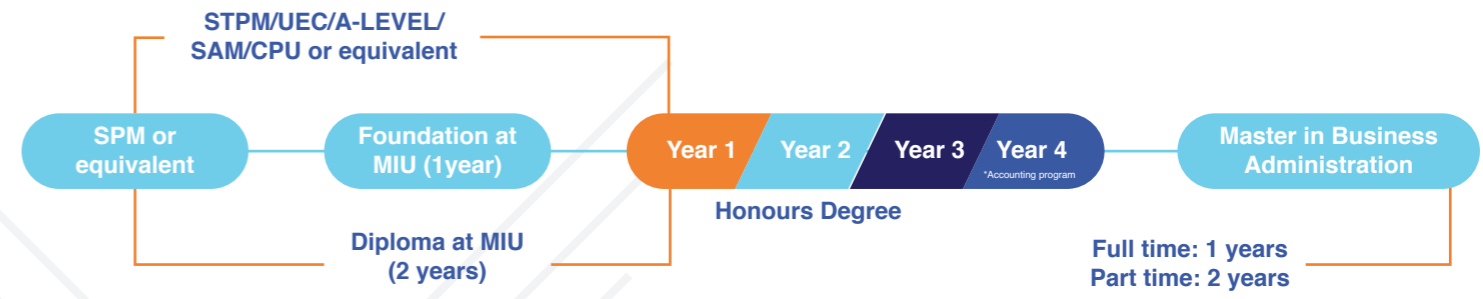 STPM/UEC/A-LEVEL/
SAM/CPU or equivalent
SPM or
equivalent
Foundation at
MIU (1year)
Year 1
Year 2
Year 3
Year 4
*Accounting program
Master in Business
Administration
Honours Degree
Diploma at MIU
(2 years)
Full time: 1 years
Part time: 2 years